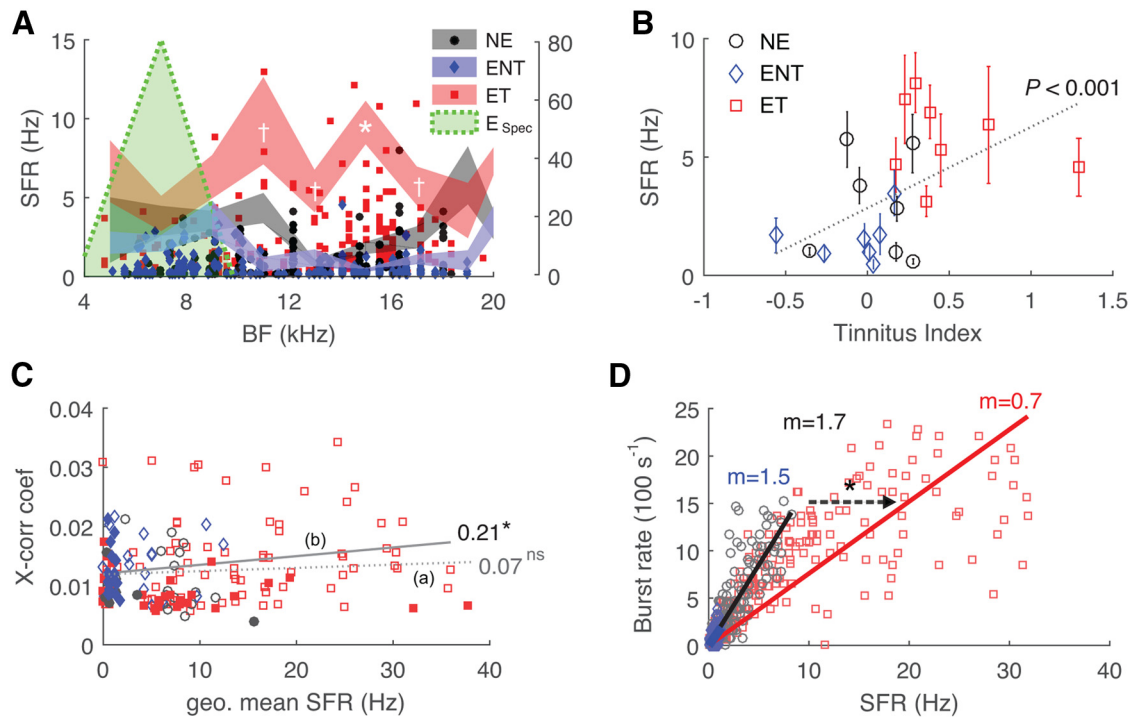 A
15
10
5
0
SFR (Hz)
4
8
12
16
20
BF (kHz)
80
60
40
20
0
NE
ENT
ET
E Spec
†
*
†
†
B
NE
ENT
ET
P < 0.001
10
5
0
SFR (Hz)
-1
-0.5
0
0.5
1
1.5
Tinnitus Index
C
0.04
0.03
0.02
0.01
0
X-corr coef
(b)
0.21*
0.07 ns
(a)
0
10
20
30
40
geo. mean SFR (Hz)
D
25
20
15
10
5
0
Burst rate (100 s-1)
m=0.7
m=1.7
m=1.5
*
0
10
20
30
40
SFR (Hz)